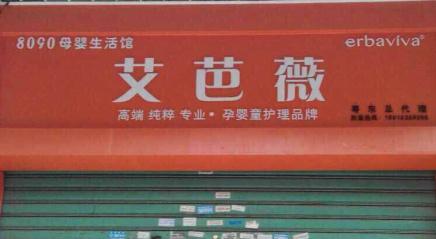 8090母婴生活馆
erbaviva®
艾芭薇
高端 纯粹 专业·孕婴童护理品牌
粤东总代理